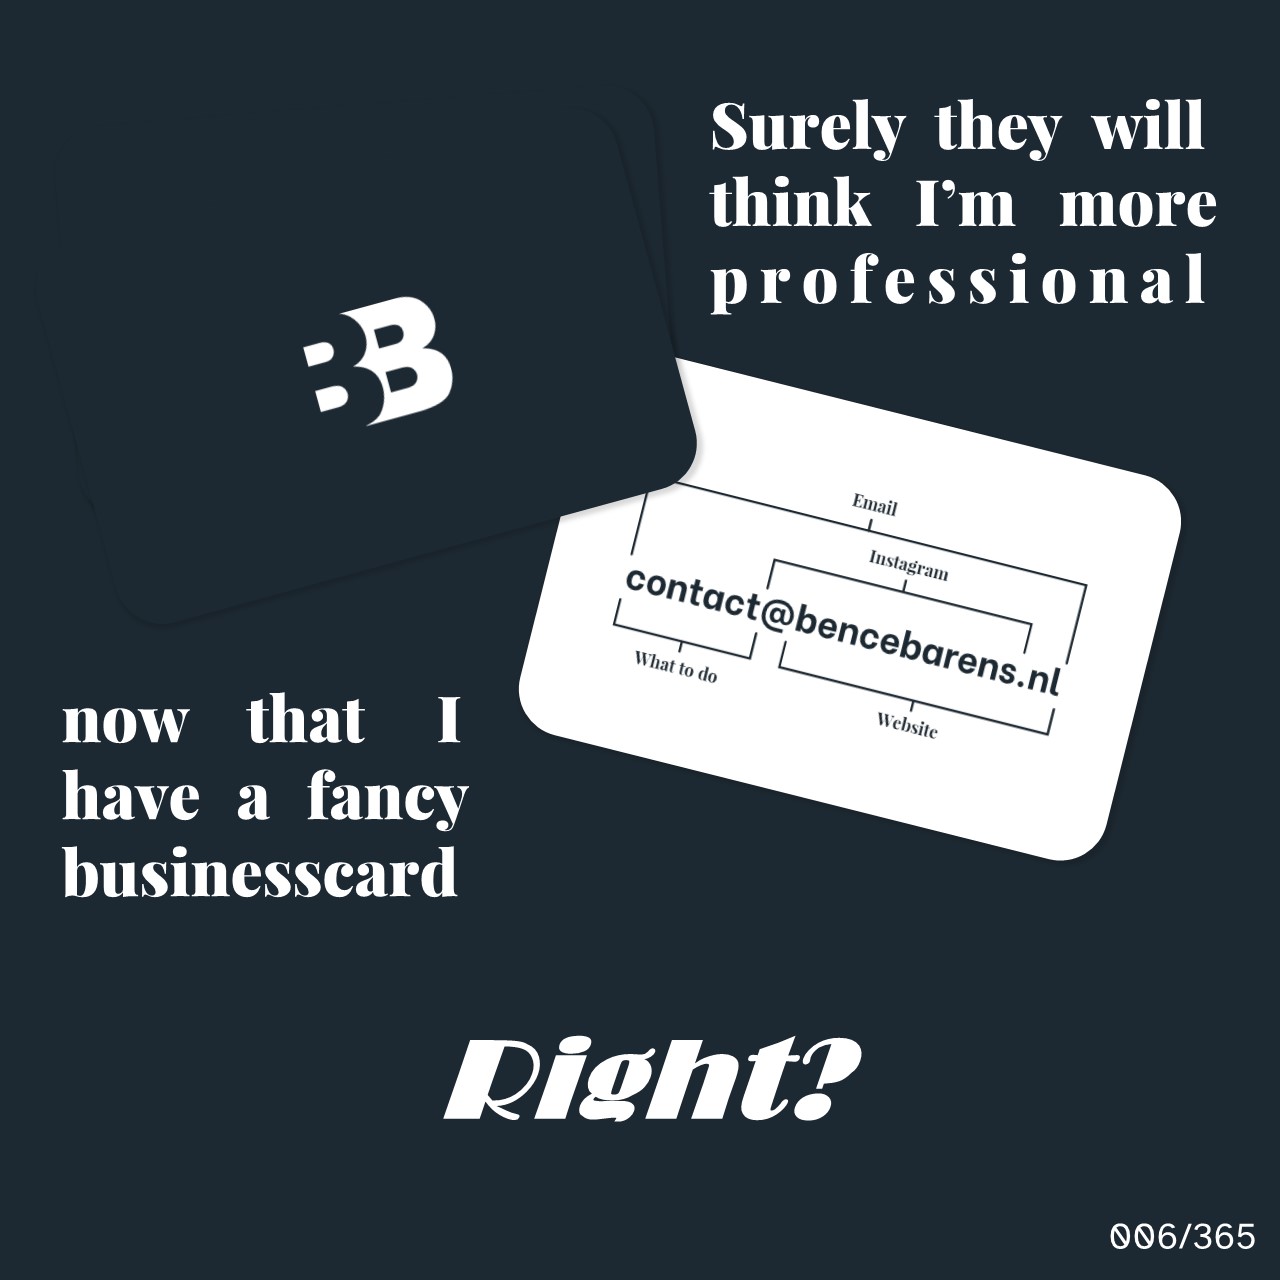 Surely they will
think I’m more
professional
BB
Email
Instagram
contact@bencebarens.nl
What to do
Website
now that I
have a fancy
businesscard
Right?
006/365